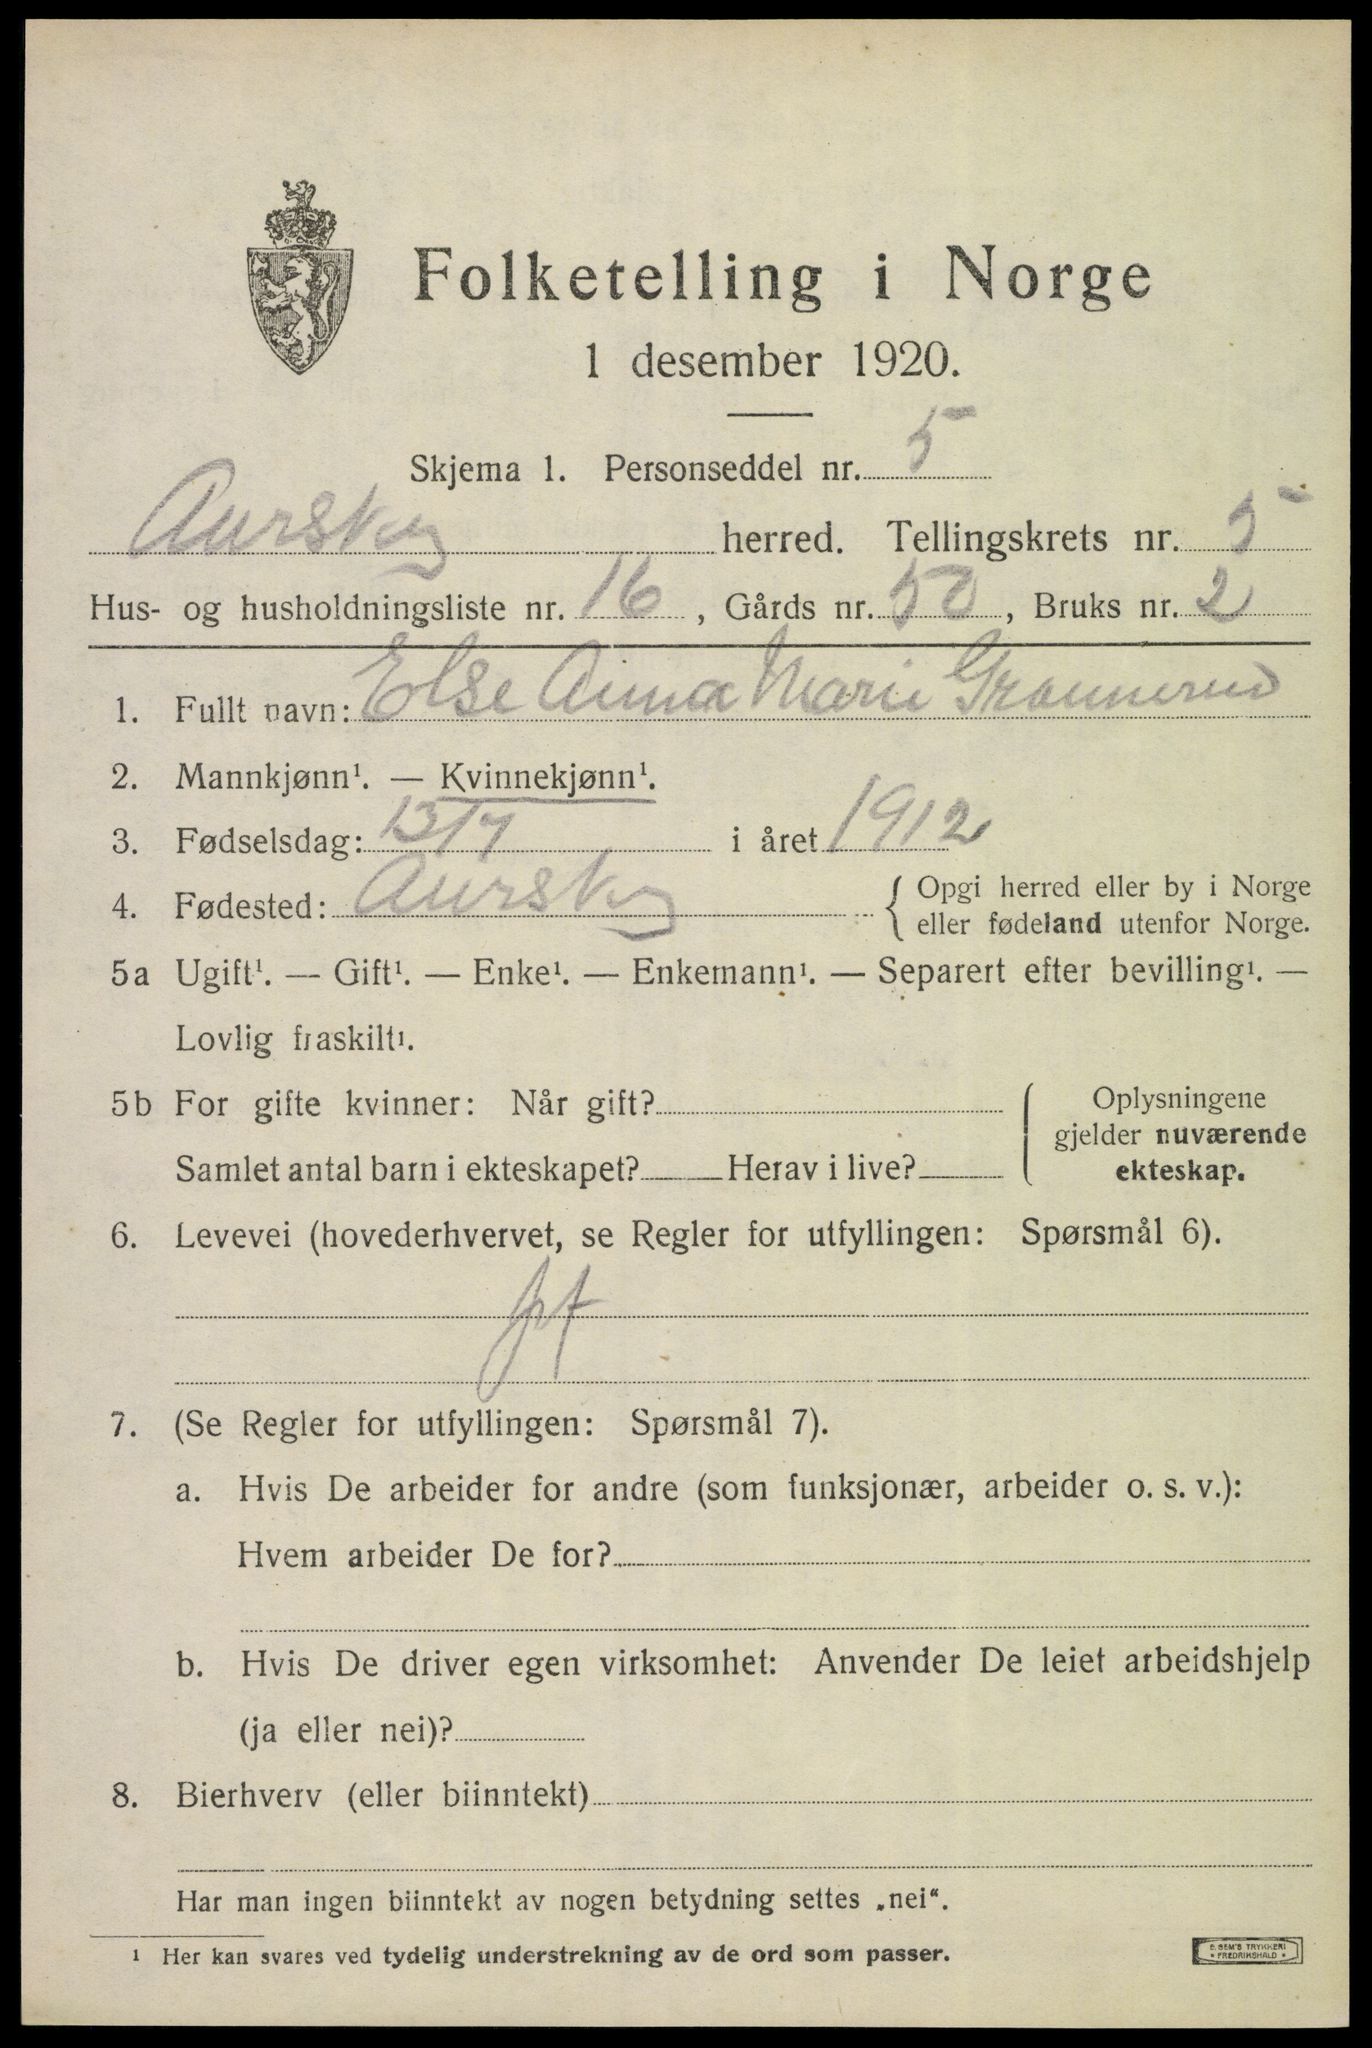 Folketelling i Norge
1 desember 1920.
Skjema 1. Personseddel nr. 5
Aurskog herred. Tellingskrets nr. 5
Hus- og husholdningsliste nr. 16, Gårds nr. 50, Bruks nr. 2
1. Fullt navn: Else Anna Marie
2. Mannkjønn¹. — Kvinnekjønn¹.
3. Fødselsdag: 13/7 i året 1912
4. Fødested: Aurskog { Opgi herred eller by i Norge
eller fødeland utenfor Norge.
5a Ugift¹. — Gift¹. — Enke¹. — Enkemann¹. — Separert efter bevilling¹. —
Lovlig fraskilt¹.
5b For gifte kvinner: Når gift? { Oplysningene
gjelder nuværende
Samlet antal barn i ekteskapet? Herav i live? ekteskap.
6. Levevei (hovederhvervet, se Regler for utfyllingen: Spørsmål 6).
7. (Se Regler for utfyllingen: Spørsmål 7).
a. Hvis De arbeider for andre (som funksjonær, arbeider o. s. v.):
Hvem arbeider De for?
b. Hvis De driver egen virksomhet: Anvender De leiet arbeidshjelp
(ja eller nei)?
8. Bierhverv (eller biinntekt)
Har man ingen biinntekt av nogen betydning settes „nei“.
¹ Her kan svares ved tydelig understrekning av de ord som passer.
E. SEM'S TRYKKERI
* FREDRIKSHALD *